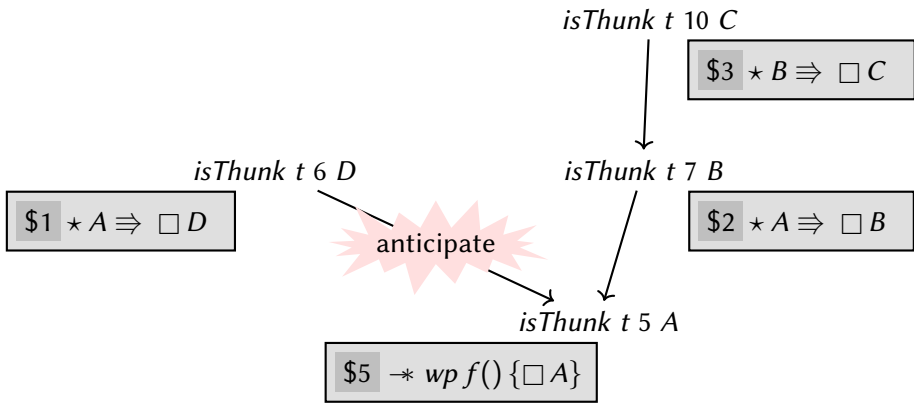 isThunk t 10 C
$3 ⋆ B ⇛ □ C
isThunk t 6 D
isThunk t 7 B
$1 ⋆ A ⇛ □ D
$2 ⋆ A ⇛ □ B
anticipate
isThunk t 5 A
$5 -∗ wp f() {□ A}